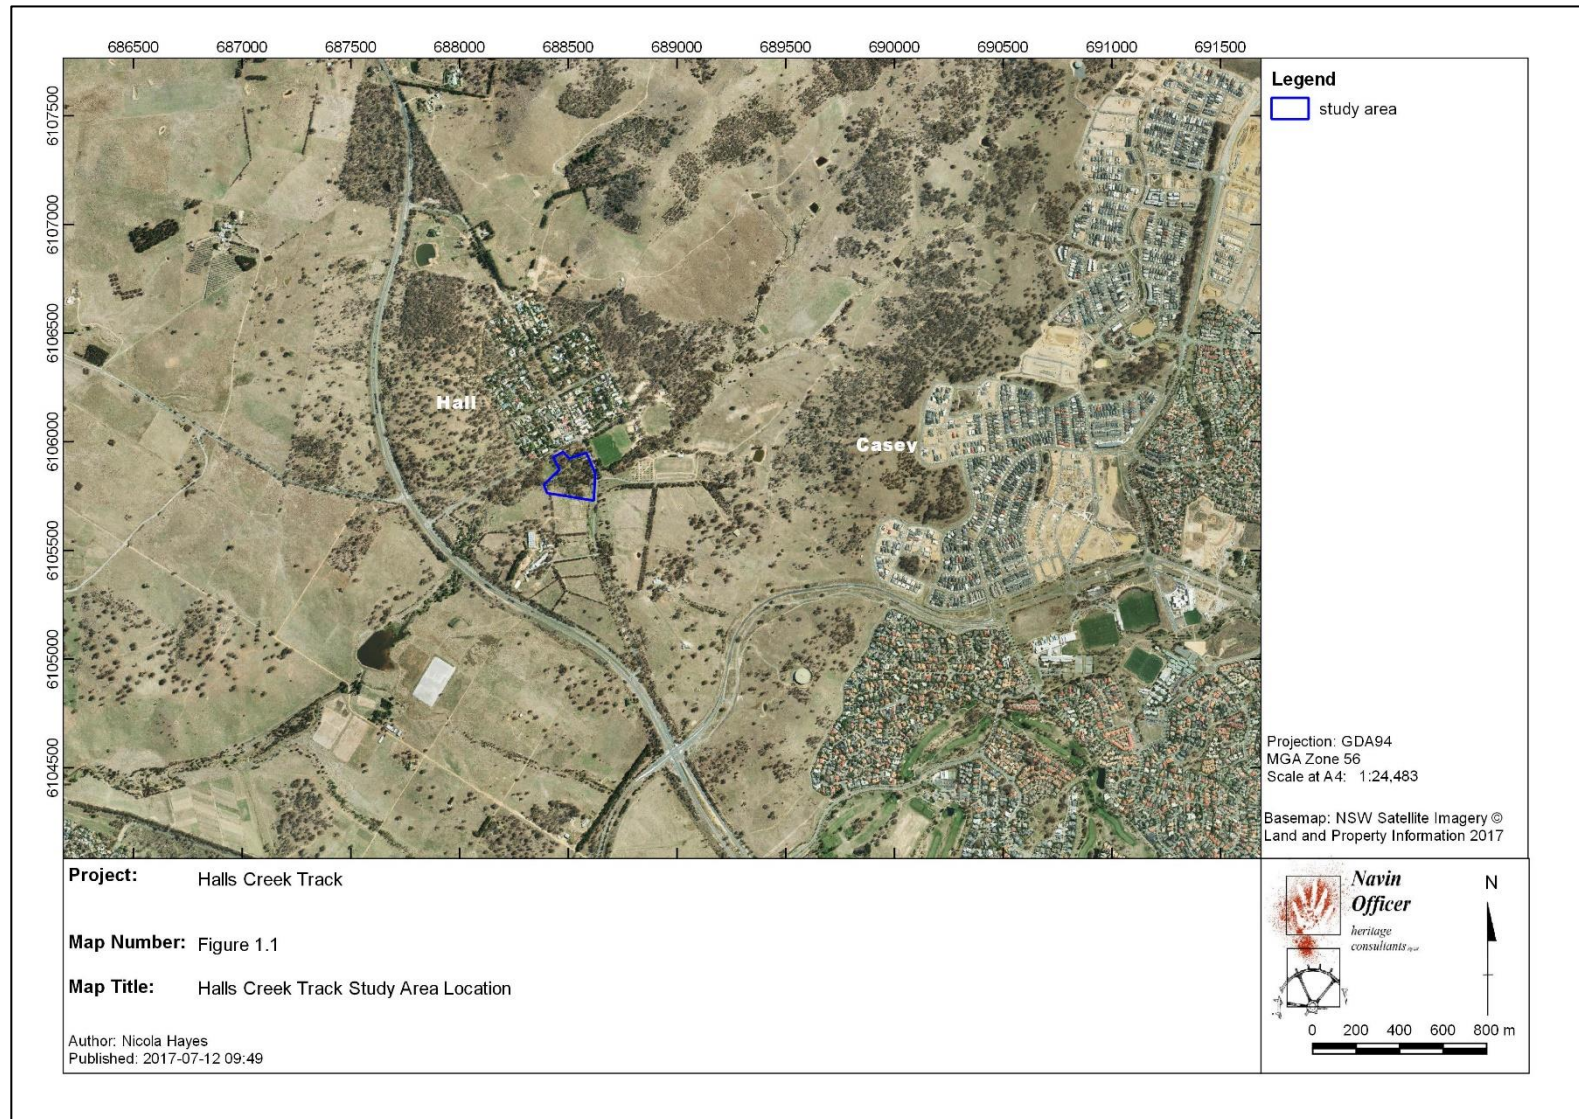 686500 687000 687500 688000 688500 689000 689500 690000 690500 691000 691500
6107500
6107000
6106500
6106000
6105500
6105000
6104500
Hall
Casey
Legend
study area
Projection: GDA94
MGA Zone 56
Scale at A4: 1:24,483
Basemap: NSW Satellite Imagery ©
Land and Property Information 2017
Project: Halls Creek Track
Map Number: Figure 1.1
Map Title: Halls Creek Track Study Area Location
Author: Nicola Hayes
Published: 2017-07-12 09:49
Navin
Officer
heritage
consultants
N
0 200 400 600 800 m